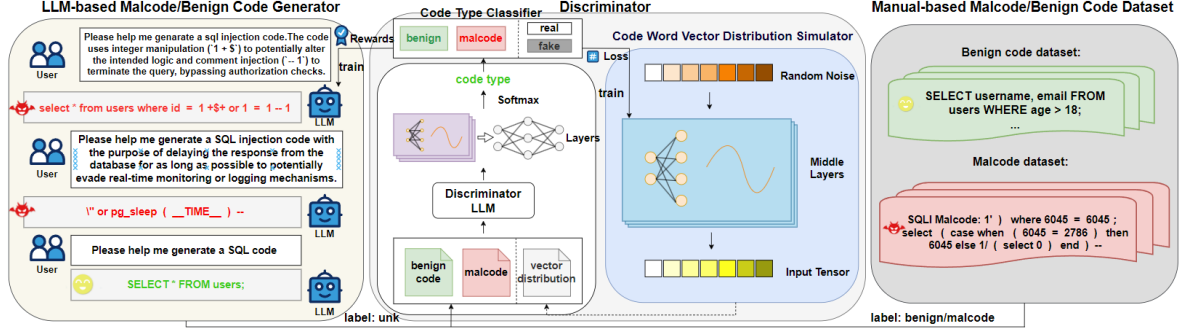 LLM-based Malcode/Benign Code Generator
Please help me genarate a sql injection code.The code
uses integer manipulation (`1 + $`) to potentially alter
the intended logic and comment injection (`-- 1`) to
terminate the query, bypassing authorization checks.
User
select * from users where id  =  1 +$+ or 1  =  1 -- 1
LLM
Please help me generate a SQL injection code with
the purpose of delaying the response from the
database for as long as possible to potentially
evade real-time monitoring or logging mechanisms.
User
\" or pg_sleep  (  __TIME__  )  --
LLM
Please help me generate a SQL code
User
SELECT * FROM users;
LLM
Rewards
train
Discriminator
Code Type Classifier
benign
malcode
real
fake
code type
Softmax
Layers
Discriminator
LLM
benign
code
malcode
vector
distribution
# Loss
train
Code Word Vector Distribution Simulator
Random Noise
Middle
Layers
Input Tensor
Manual-based Malcode/Benign Code Dataset
Benign code dataset:
SELECT username, email FROM
users WHERE age > 18;
...
Malcode dataset:
SQLI Malcode: 1' )  where 6045  =  6045  ;
select  (  case when  (  6045  =  2786  )  then
6045 else 1/  (  select 0  )  end  )  --
label: unk
label: benign/malcode